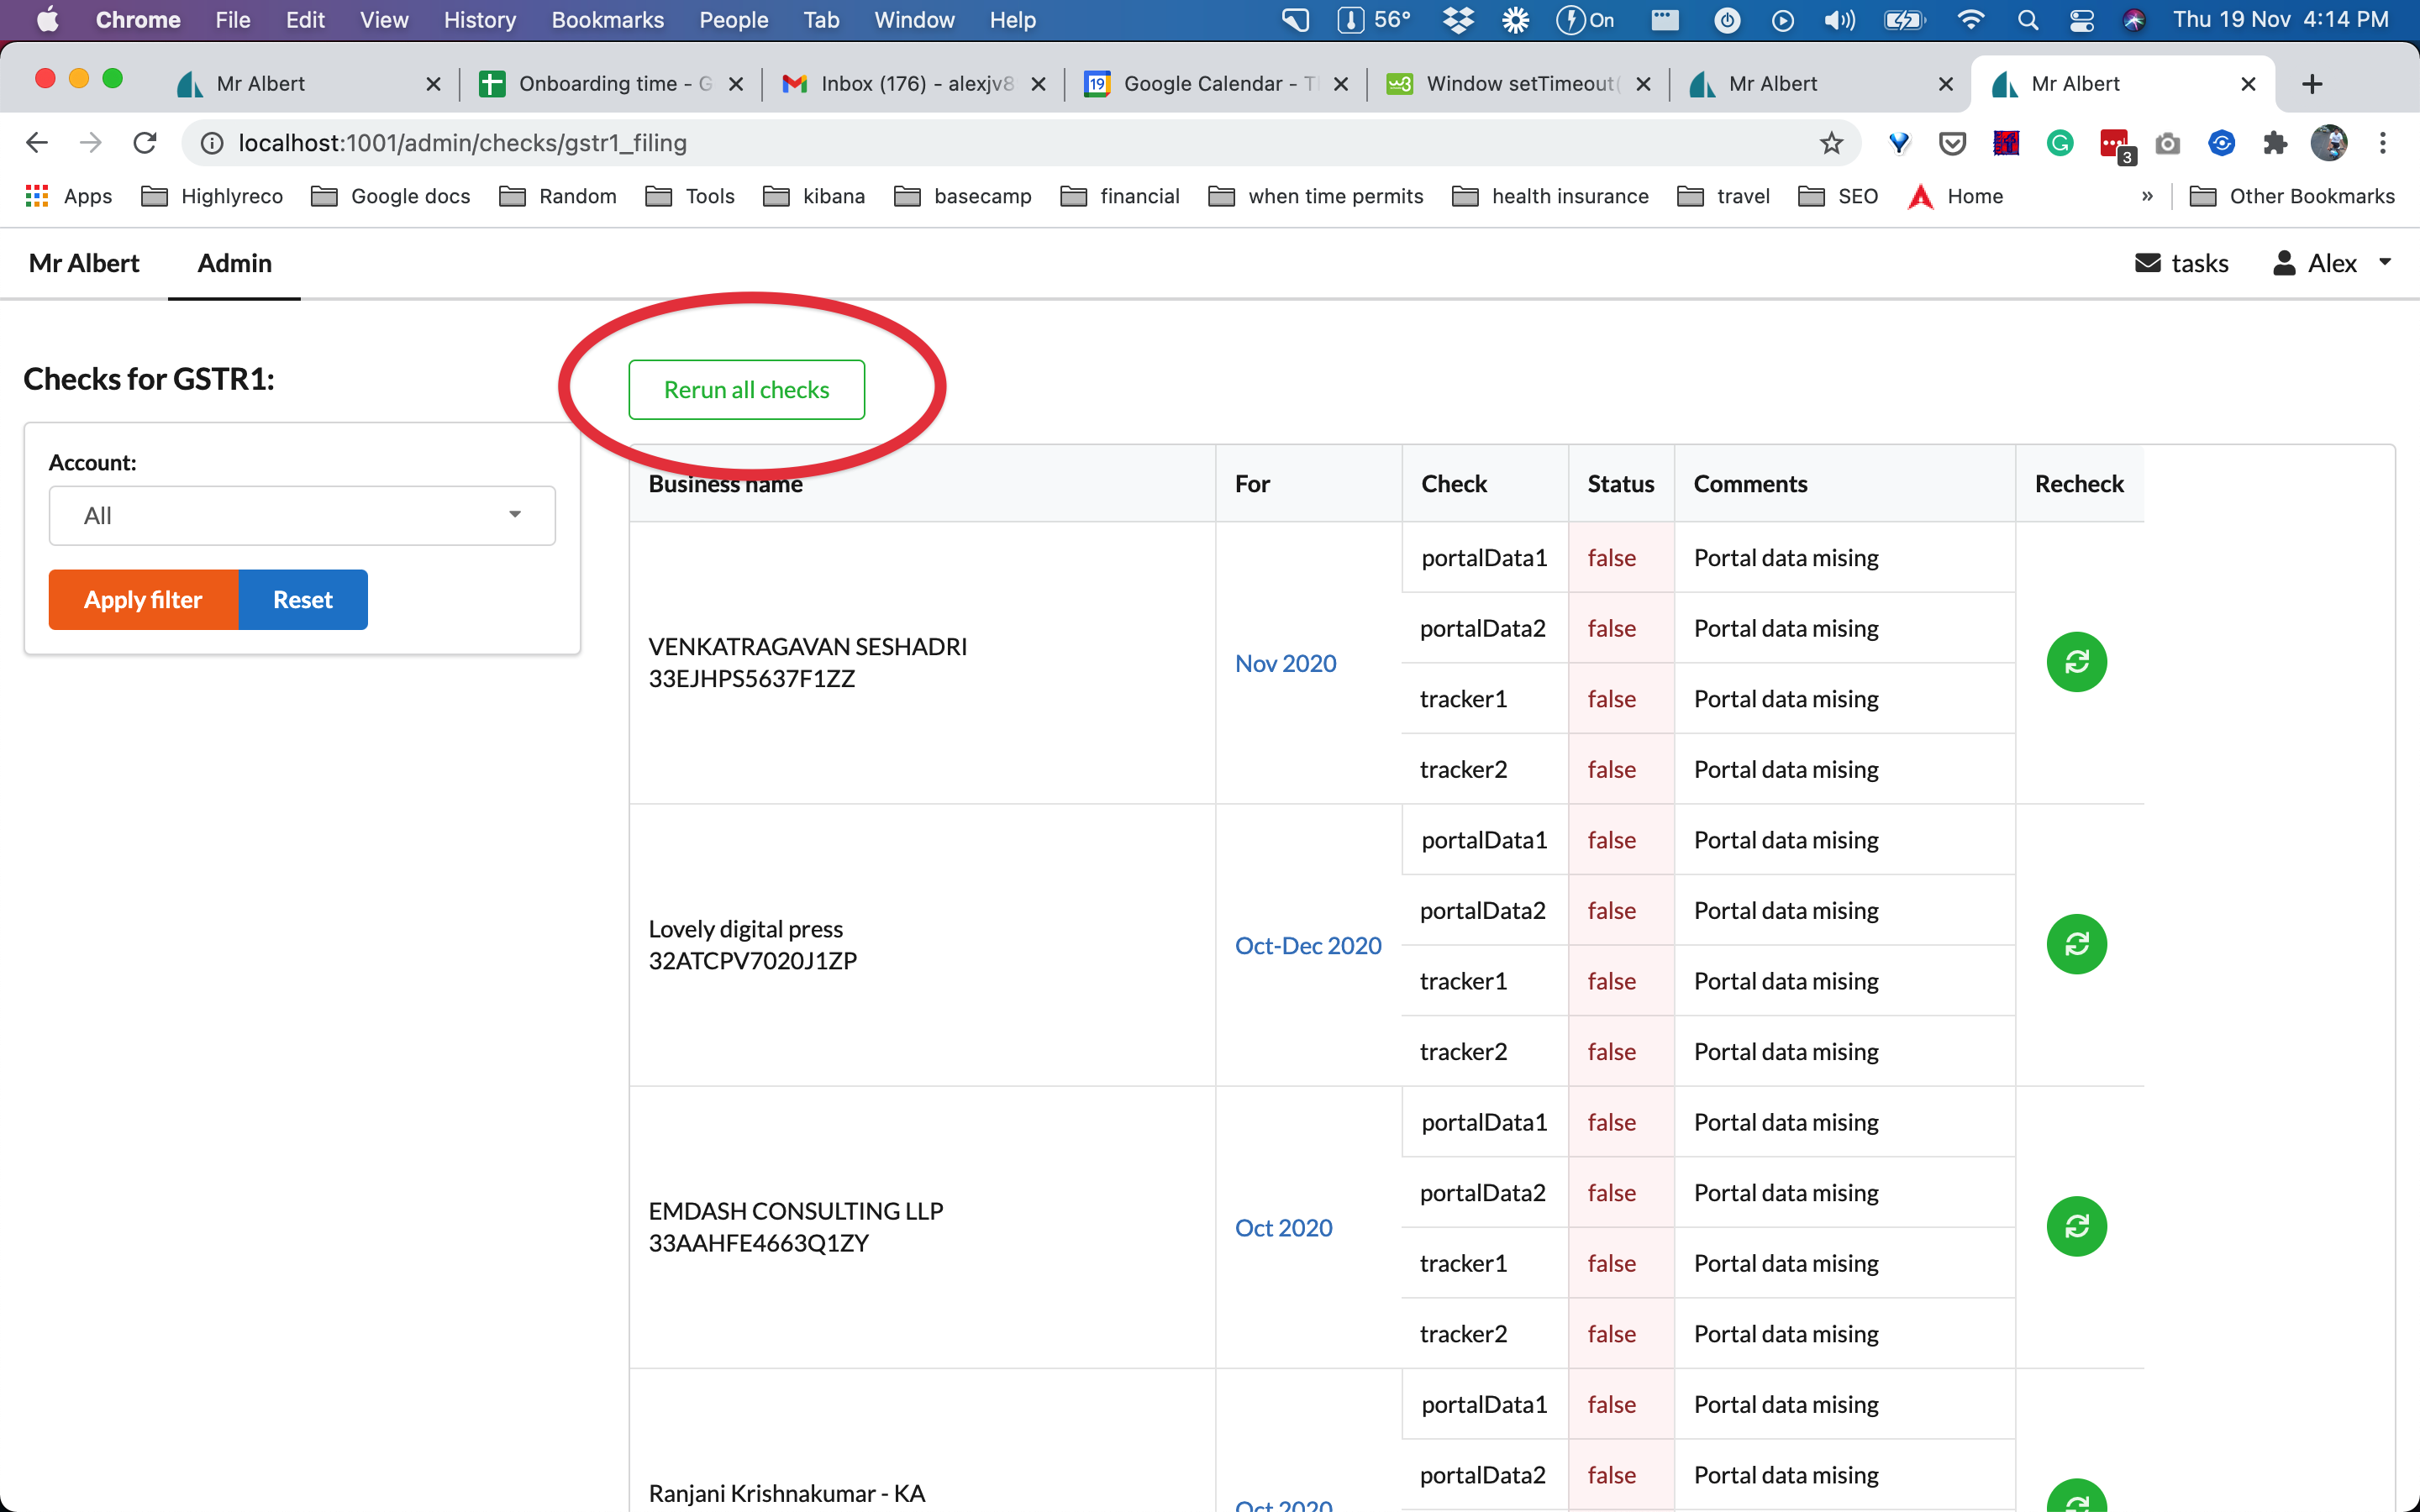 Chrome File Edit View History Bookmarks People Tab Window Help 56° On Thu 19 Nov 4:14 PM
Mr Albert Onboarding time - G Inbox (176) - alexjv8 19 Google Calendar - T w3 Window setTimeout( Mr Albert Mr Albert
localhost:1001/admin/checks/gstr1_filing 3
Apps Highlyreco Google docs Random Tools kibana basecamp financial when time permits health insurance travel SEO Home » Other Bookmarks
Mr Albert Admin tasks Alex
Checks for GSTR1:
Rerun all checks
Account:
All
Apply filter Reset
Business name For Check Status Comments Recheck
VENKATRAGAVAN SESHADRI
33EJHPS5637F1ZZ
Nov 2020
portalData1 false Portal data mising
portalData2 false Portal data mising
tracker1 false Portal data mising
tracker2 false Portal data mising
Lovely digital press
32ATCPV7020J1ZP
Oct-Dec 2020
portalData1 false Portal data mising
portalData2 false Portal data mising
tracker1 false Portal data mising
tracker2 false Portal data mising
EMDASH CONSULTING LLP
33AAHFE4663Q1ZY
Oct 2020
portalData1 false Portal data mising
portalData2 false Portal data mising
tracker1 false Portal data mising
tracker2 false Portal data mising
Ranjani Krishnakumar - KA
Oct 2020
portalData1 false Portal data mising
portalData2 false Portal data mising